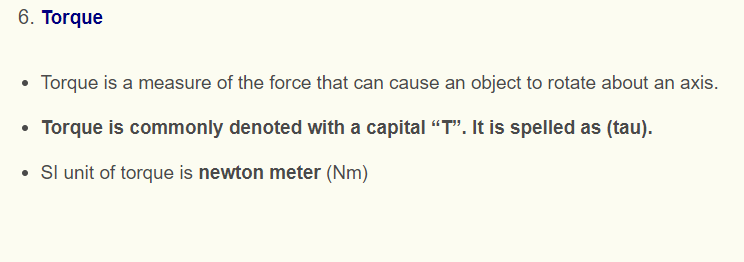 6. Torque
• Torque is a measure of the force that can cause an object to rotate about an axis.
• Torque is commonly denoted with a capital “T”. It is spelled as (tau).
• SI unit of torque is newton meter (Nm)